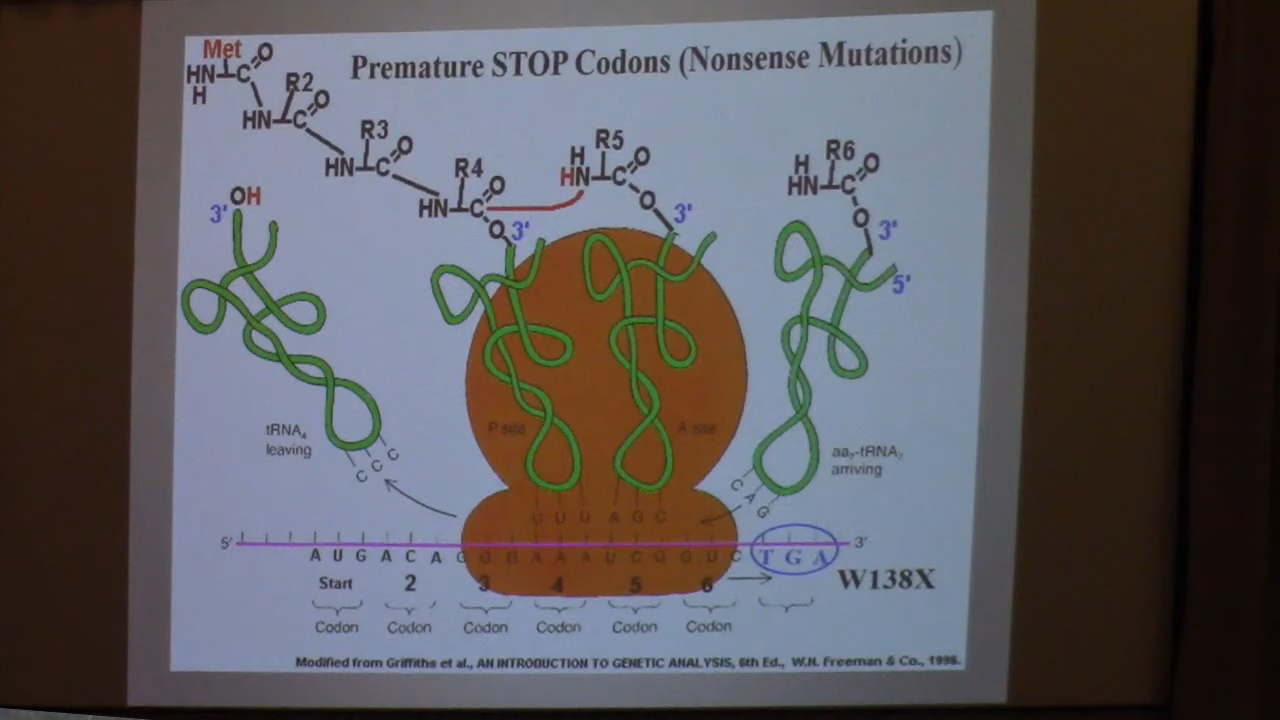 Premature STOP Codons (Nonsense Mutations)
Met
HN C O
H
R2
HN C O
R3
HN C O
R4
HN C O
O 3'
H R5
HN C O
O
3'
H R6
HN C O
O
3'
5'
OH
3'
tRNA₄
leaving
C C C
P site
A site
aa₇-tRNA₇
arriving
C A G
U U U A G C
5' 3'
A U G A C A G G G A A A U C G G U C T G A
Start 2 3 4 5 6
W138X
Codon Codon Codon Codon Codon Codon
Modified from Griffiths et al., AN INTRODUCTION TO GENETIC ANALYSIS, 6th Ed., W.H. Freeman & Co., 1996.